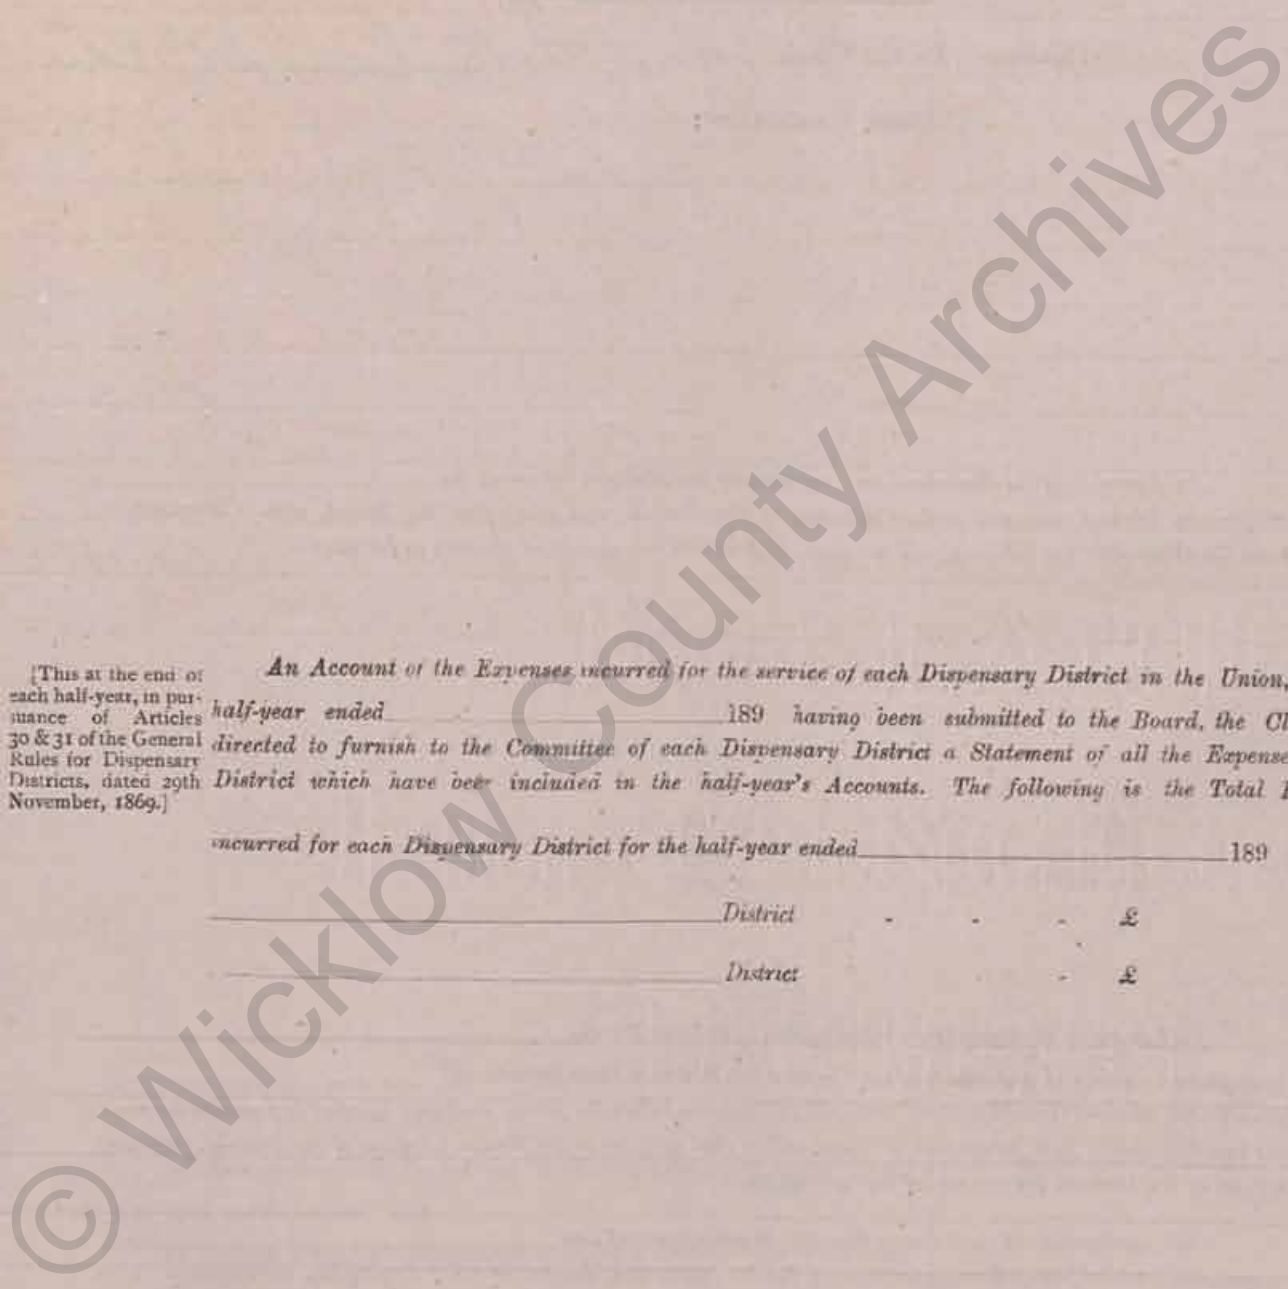 [This at the end of
each half-year, in pur-
suance of Articles
30 & 31 of the General
Rules for Dispensary
Districts, dated 29th
November, 1869.]
An Account of the Expenses incurred for the service of each Dispensary District in the Union,
half-year ended 189 having been submitted to the Board, the Cl
directed to furnish to the Committee of each Dispensary District a Statement of all the Expense
District which have been included in the half-year's Accounts. The following is the Total E
incurred for each Dispensary District for the half-year ended 189
District - - - £
District - £
© Wicklow County Archives